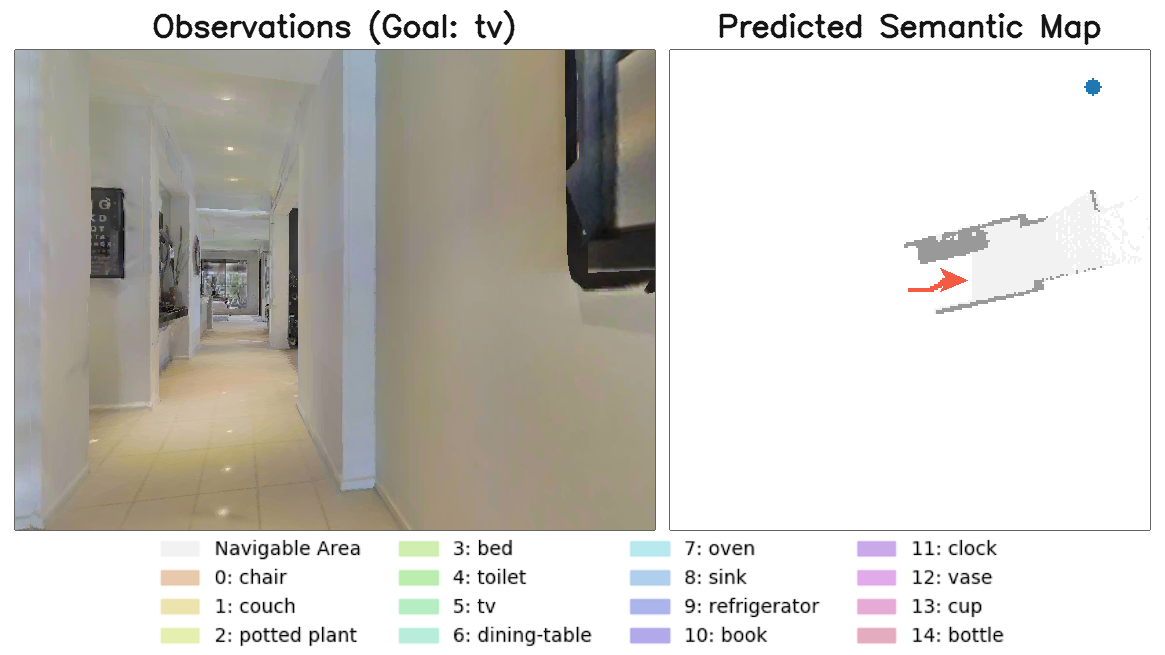 Observations (Goal: tv)
Predicted Semantic Map
Navigable Area
0: chair
1: couch
2: potted plant
3: bed
4: toilet
5: tv
6: dining-table
7: oven
8: sink
9: refrigerator
10: book
11: clock
12: vase
13: cup
14: bottle